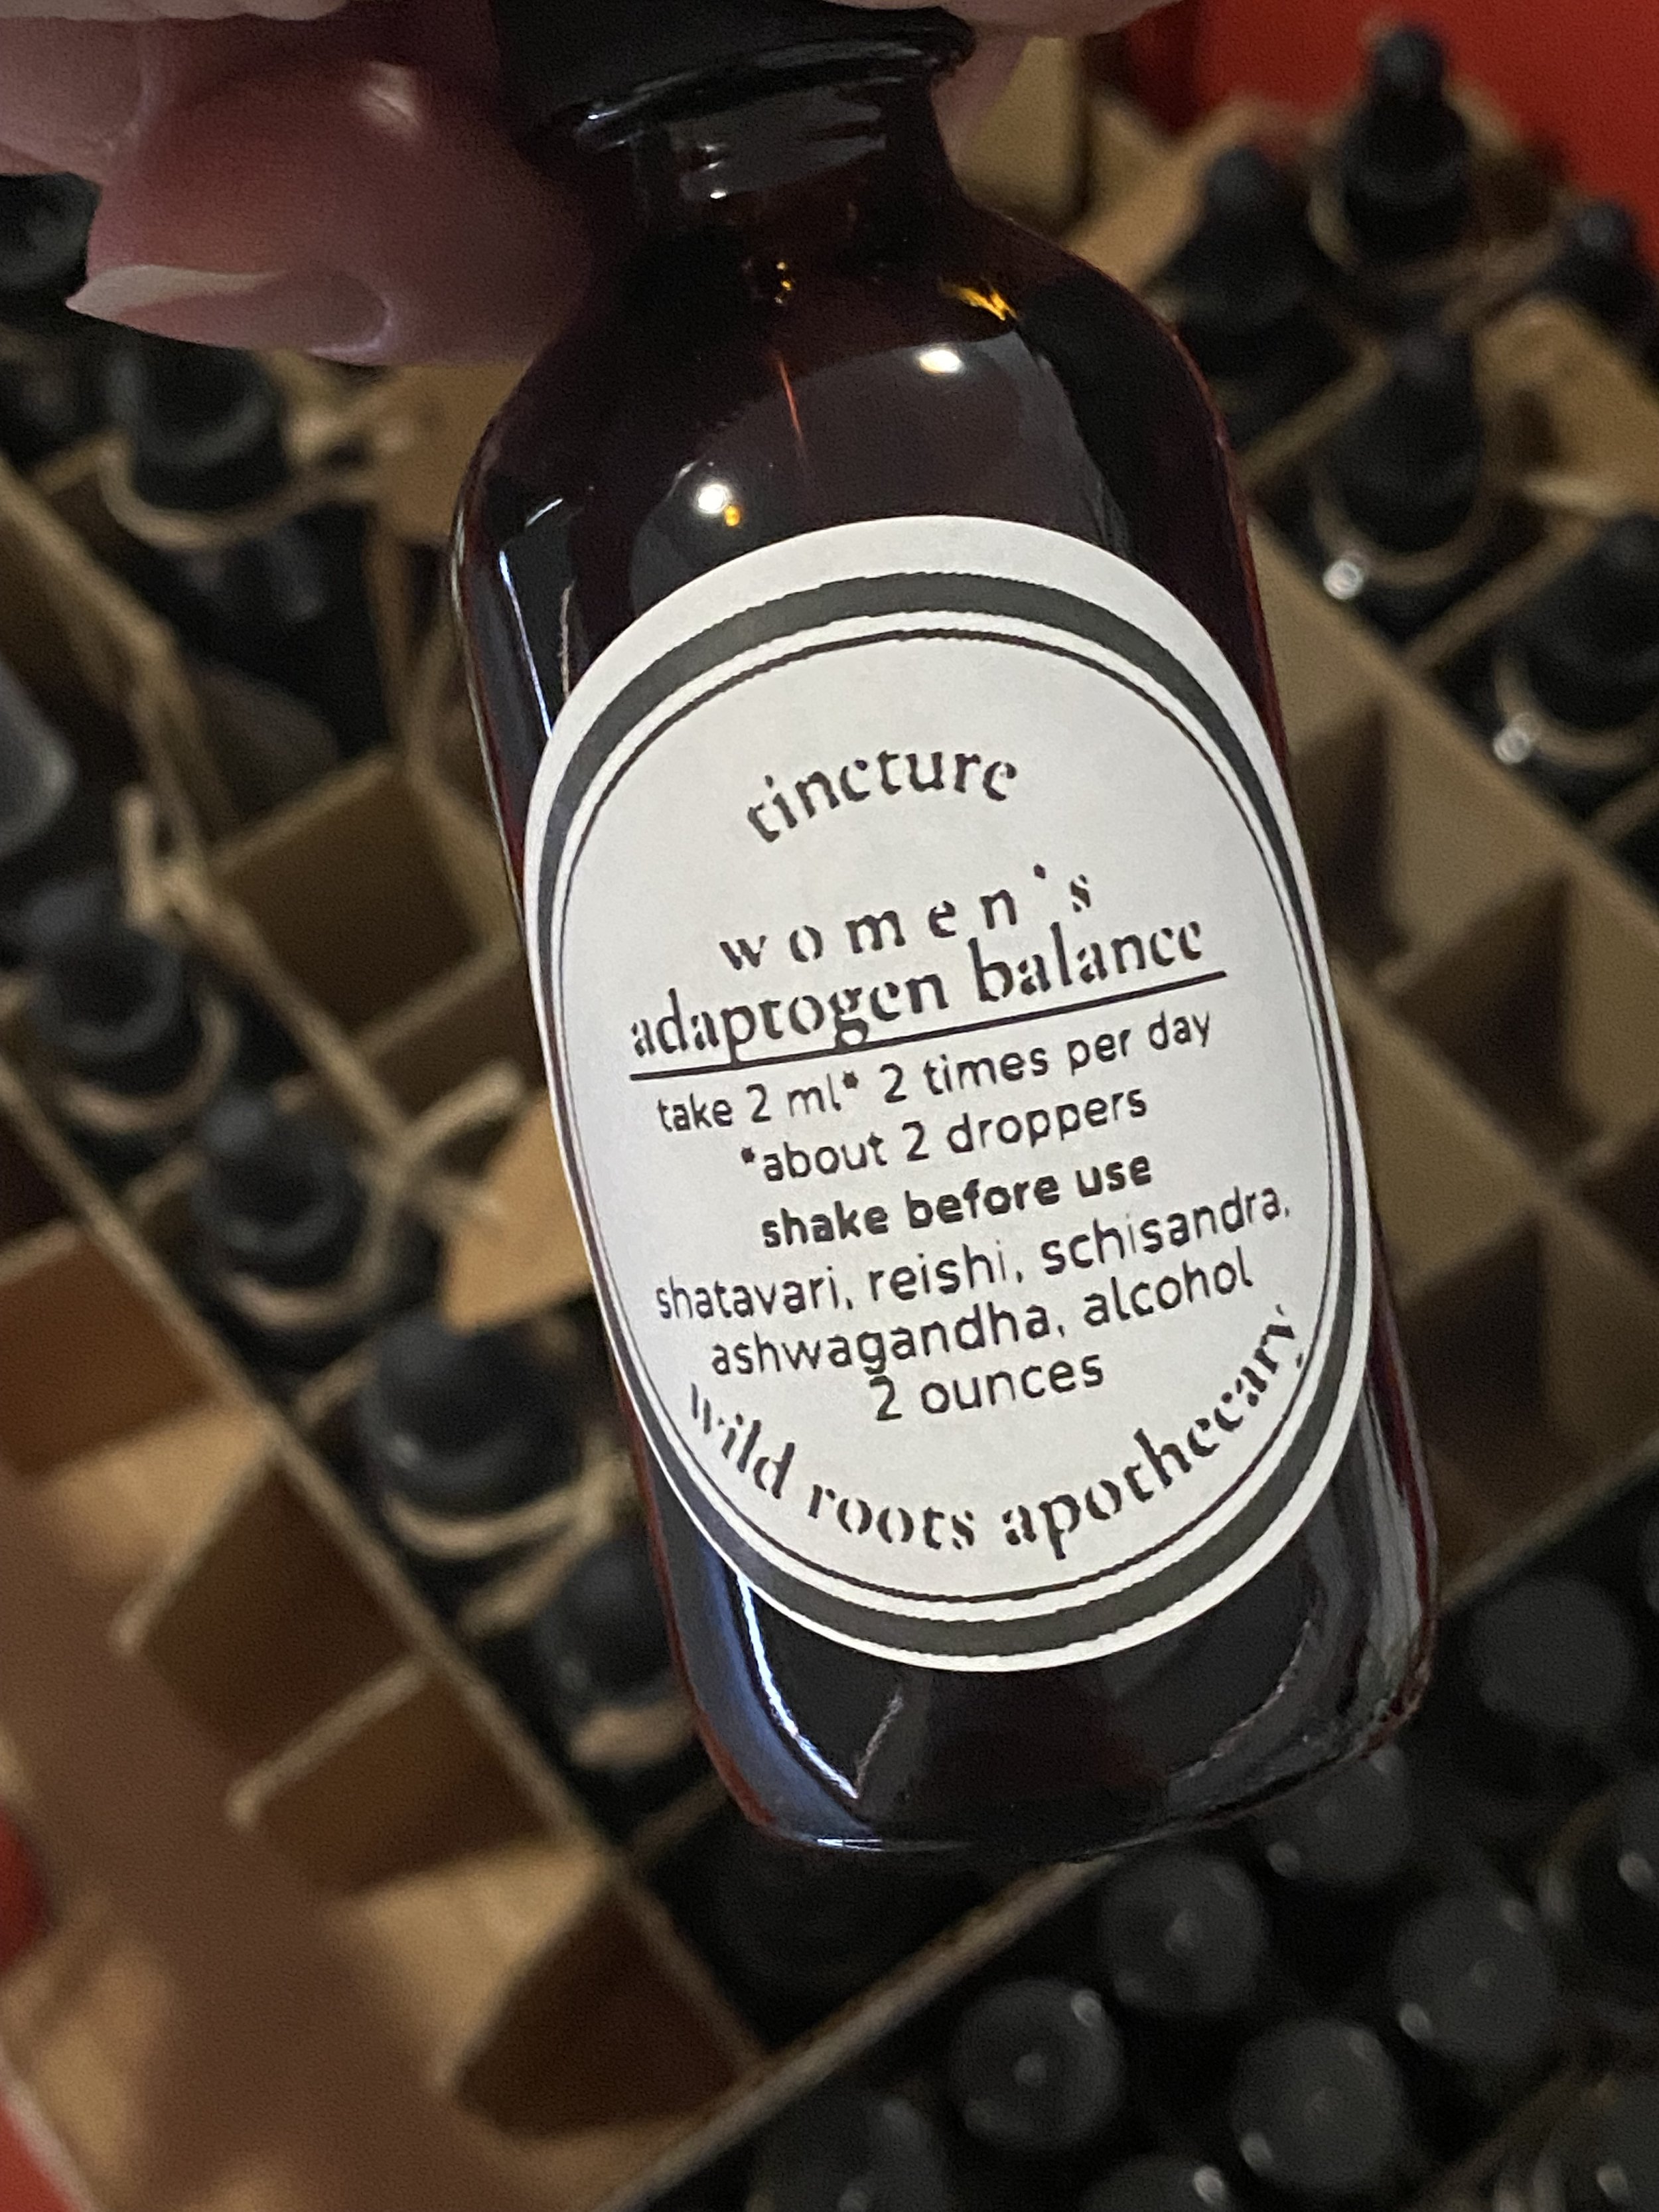 tincture
women's
adaptogen balance
take 2 ml* 2 times per day
*about 2 droppers
shake before use
shatavari, reishi, schisandra,
ashwagandha, alcohol
2 ounces
wild roots apothecary